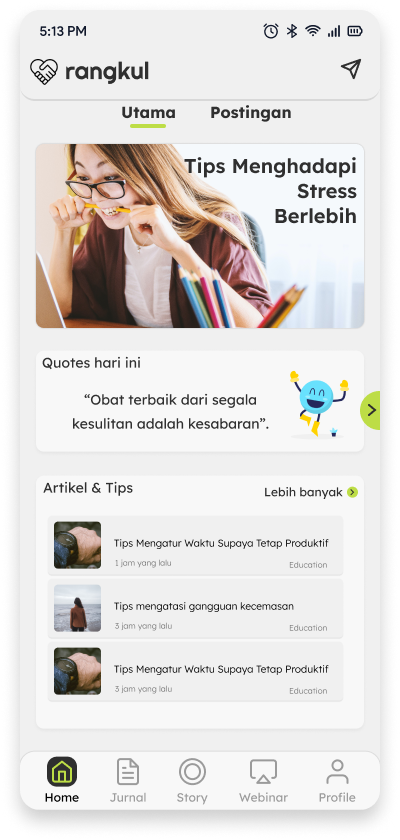 5:13 PM
rangkul
Utama Postingan
Tips Menghadapi
Stress
Berlebih
Quotes hari ini
“Obat terbaik dari segala
kesulitan adalah kesabaran”.
Artikel & Tips
Lebih banyak
Tips Mengatur Waktu Supaya Tetap Produktif
1 jam yang lalu Education
Tips mengatasi gangguan kecemasan
3 jam yang lalu Education
Tips Mengatur Waktu Supaya Tetap Produktif
3 jam yang lalu Education
Home Jurnal Story Webinar Profile